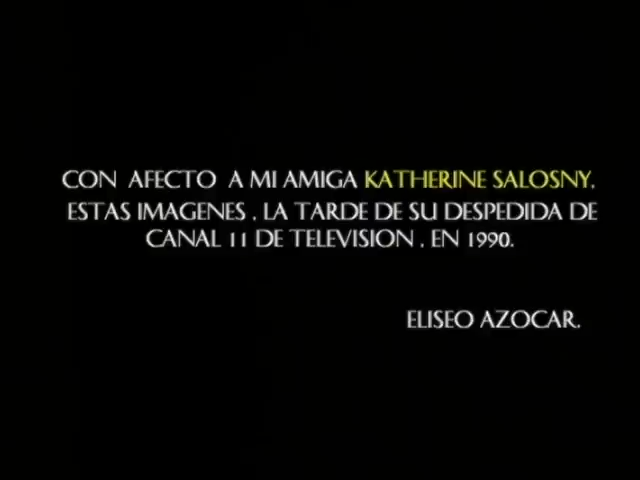 CON AFECTO A MI AMIGA KATHERINE SALOSNY.
ESTAS IMAGENES , LA TARDE DE SU DESPEDIDA DE
CANAL 11 DE TELEVISION , EN 1990.
ELISEO AZOCAR.